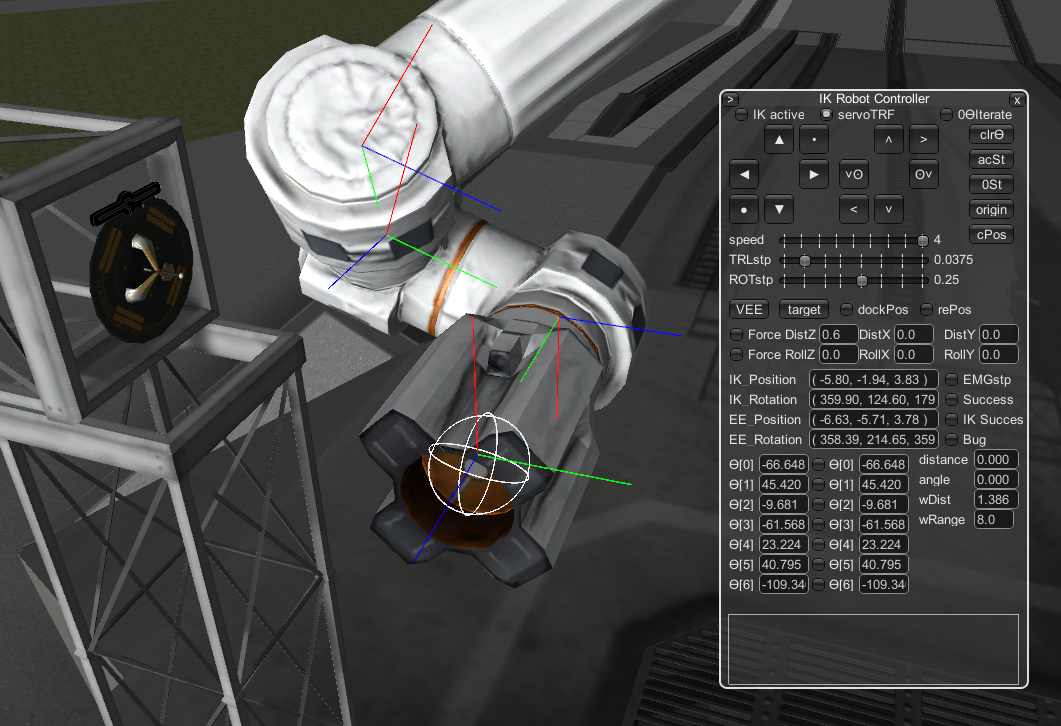 > IK Robot Controller x
IK active servoTRF 0ΘIterate
clrΘ
acSt
0St
origin
cPos
speed 4
TRLstp 0.0375
ROTstp 0.25
VEE target dockPos rePos
Force DistZ 0.6 DistX 0.0 DistY 0.0
Force RollZ 0.0 RollX 0.0 RollY 0.0
IK_Position ( -5.80, -1.94, 3.83 ) EMGstp
IK_Rotation ( 359.90, 124.60, 179 Success
EE_Position ( -6.63, -5.71, 3.78 ) IK Succes
EE_Rotation ( 358.39, 214.65, 359 Bug
Θ[0] -66.648 Θ[0] -66.648 distance 0.000
Θ[1] 45.420 Θ[1] 45.420 angle 0.000
Θ[2] -9.681 Θ[2] -9.681 wDist 1.386
Θ[3] -61.568 Θ[3] -61.568 wRange 8.0
Θ[4] 23.224 Θ[4] 23.224
Θ[5] 40.795 Θ[5] 40.795
Θ[6] -109.34 Θ[6] -109.34